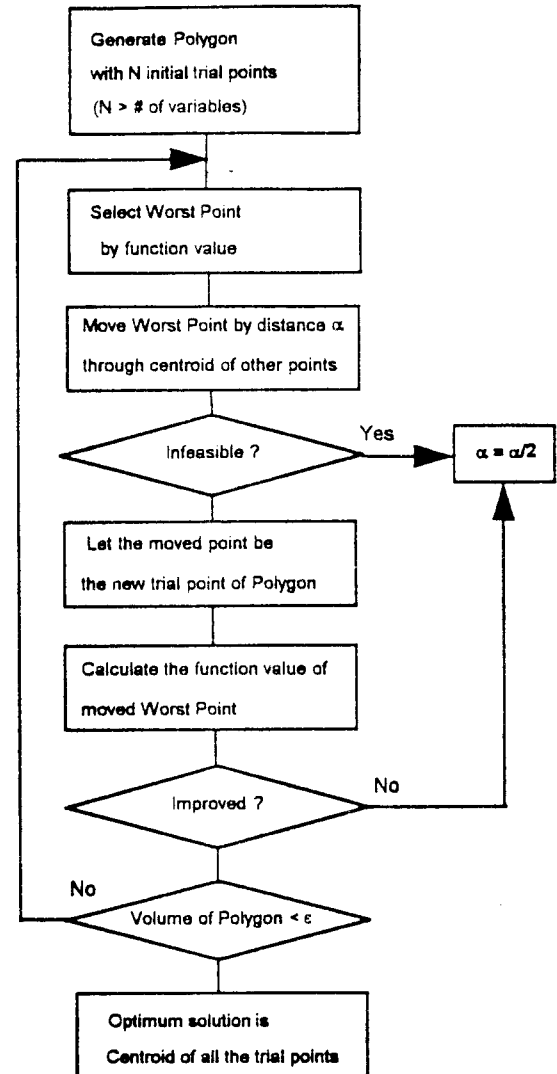 Generate Polygon
with N initial trial points
(N > # of variables)
Select Worst Point
by function value
Move Worst Point by distance α
through centroid of other points
Infeasible ?
Yes
α = α/2
Let the moved point be
the new trial point of Polygon
Calculate the function value of
moved Worst Point
Improved ?
No
No
Volume of Polygon < ε
Optimum solution is
Centroid of all the trial points